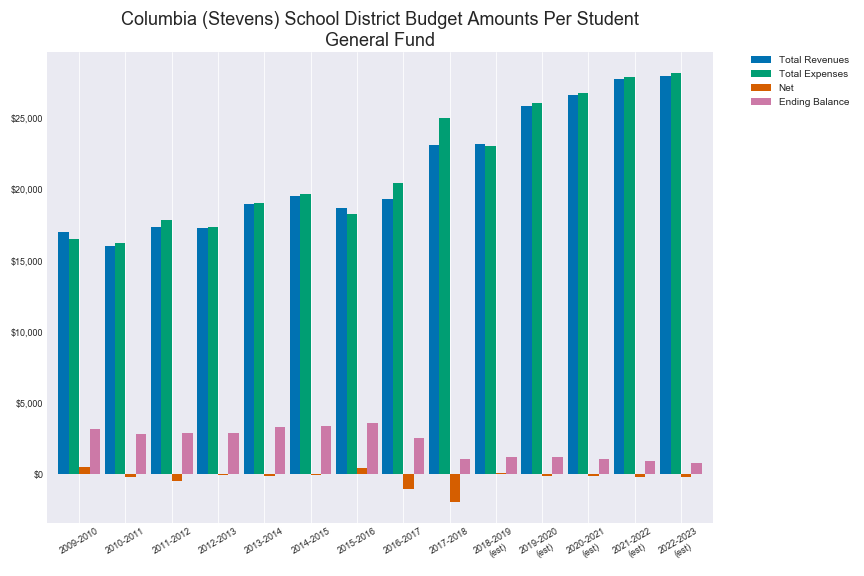 Columbia (Stevens) School District Budget Amounts Per Student
General Fund
Total Revenues
Total Expenses
Net
Ending Balance
$25,000
$20,000
$15,000
$10,000
$5,000
$0
2009-2010
2010-2011
2011-2012
2012-2013
2013-2014
2014-2015
2015-2016
2016-2017
2017-2018
2018-2019
(est)
2019-2020
(est)
2020-2021
(est)
2021-2022
(est)
2022-2023
(est)